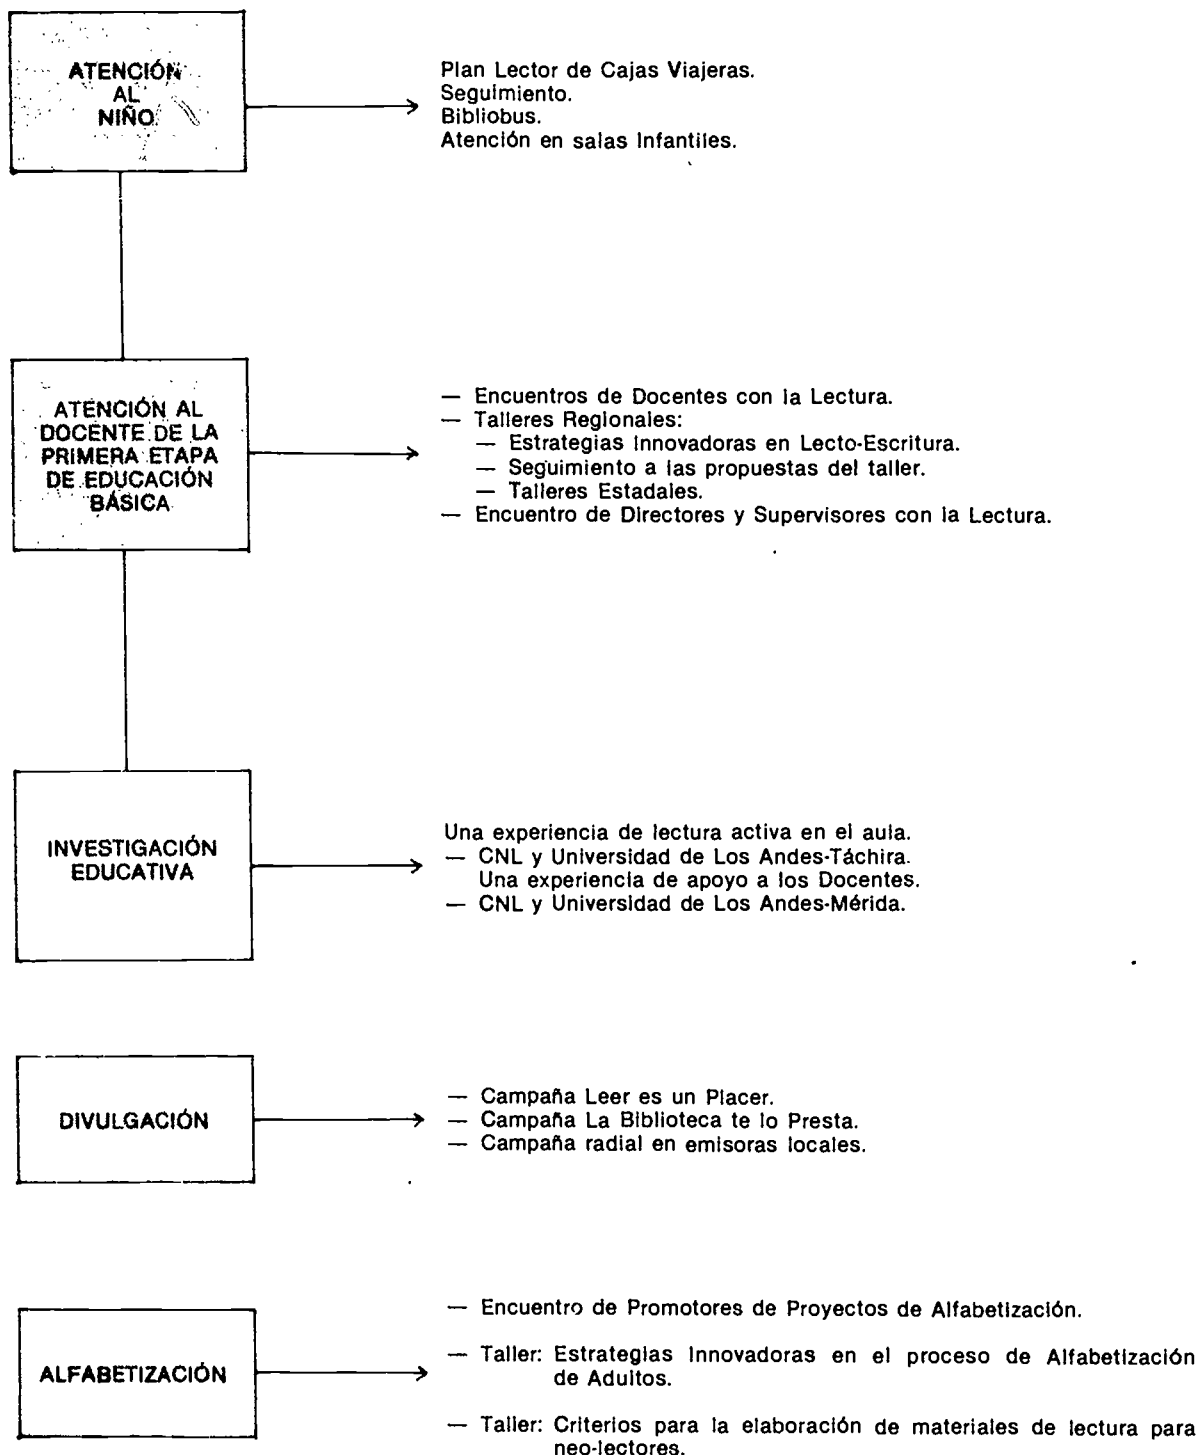 ATENCIÓN
AL
NIÑO
Plan Lector de Cajas Viajeras.
Seguimiento.
Bibliobus.
Atención en salas Infantiles.
ATENCIÓN AL
DOCENTE DE LA
PRIMERA ETAPA
DE EDUCACIÓN
BÁSICA
— Encuentros de Docentes con la Lectura.
— Talleres Regionales:
— Estrategias Innovadoras en Lecto-Escritura.
— Seguimiento a las propuestas del taller.
— Talleres Estadales.
— Encuentro de Directores y Supervisores con la Lectura.
INVESTIGACIÓN
EDUCATIVA
Una experiencia de lectura activa en el aula.
— CNL y Universidad de Los Andes-Táchira.
Una experiencia de apoyo a los Docentes.
— CNL y Universidad de Los Andes-Mérida.
DIVULGACIÓN
— Campaña Leer es un Placer.
— Campaña La Biblioteca te lo Presta.
— Campaña radial en emisoras locales.
ALFABETIZACIÓN
— Encuentro de Promotores de Proyectos de Alfabetización.
— Taller: Estrategias Innovadoras en el proceso de Alfabetización
de Adultos.
— Taller: Criterios para la elaboración de materiales de lectura para
neo-lectores.